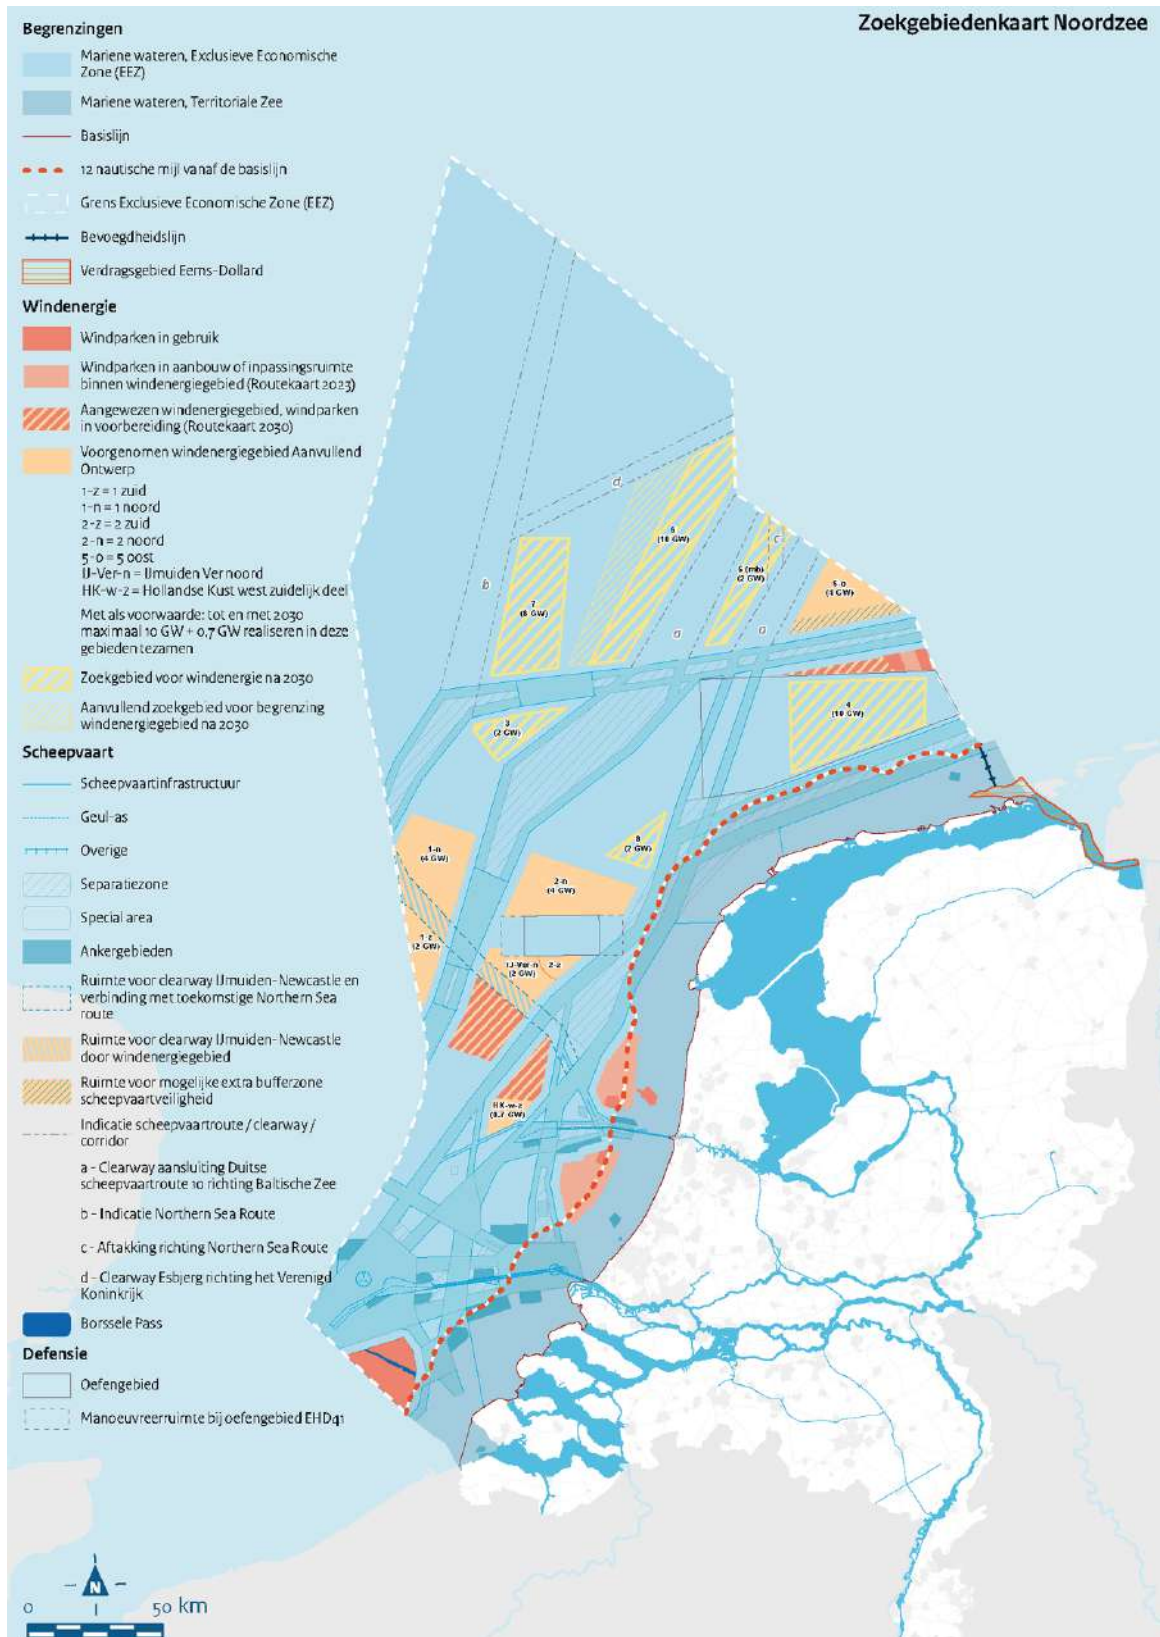 Zoekgebiedenkaart Noordzee
Begrenzingen
Mariene wateren, Exclusieve Economische
Zone (EEZ)
Mariene wateren, Territoriale Zee
Basislijn
12 nautische mijl vanaf de basislijn
Grens Exclusieve Economische Zone (EEZ)
Bevoegdheidslijn
Verdragsgebied Eems-Dollard
Windenergie
Windparken in gebruik
Windparken in aanbouw of inpassingsruimte
binnen windenergiegebied (Routekaart 2023)
Aangewezen windenergiegebied, windparken
in voorbereiding (Routekaart 2030)
Voorgenomen windenergiegebied Aanvullend
Ontwerp
1-z = 1 zuid
1-n = 1 noord
2-z = 2 zuid
2-n = 2 noord
5-o = 5 oost
IJ-Ver-n = IJmuiden Ver noord
HK-w-z = Hollandse Kust west zuidelijk deel
Met als voorwaarde: tot en met 2030
maximaal 10 GW + 0,7 GW realiseren in deze
gebieden tezamen
Zoekgebied voor windenergie na 2030
Aanvullend zoekgebied voor begrenzing
windenergiegebied na 2030
Scheepvaart
Scheepvaartinfrastructuur
Geul-as
Overige
Separatiezone
Special area
Ankergebieden
Ruimte voor clearway IJmuiden-Newcastle en
verbinding met toekomstige Northern Sea
route
Ruimte voor clearway IJmuiden-Newcastle
door windenergiegebied
Ruimte voor mogelijke extra bufferzone
scheepvaartveiligheid
Indicatie scheepvaartroute / clearway /
corridor
a - Clearway aansluiting Duitse
scheepvaartroute 10 richting Baltische Zee
b - Indicatie Northern Sea Route
c - Aftakking richting Northern Sea Route
d - Clearway Esbjerg richting het Verenigd
Koninkrijk
Borssele Pass
Defensie
Oefengebied
Manoeuvreerruimte bij oefengebied EHD41
N
0 50 km
d
6
(10 GW)
c
5 (mb)
(2 GW)
5-o
(4 GW)
b
7
(8 GW)
a
a
4
(10 GW)
3
(2 GW)
8
(2 GW)
1-n
(4 GW)
2-n
(4 GW)
1-z
(2 GW)
IJ-Ver-n 2-z
(2 GW)
HK-w-z
(0,7 GW)